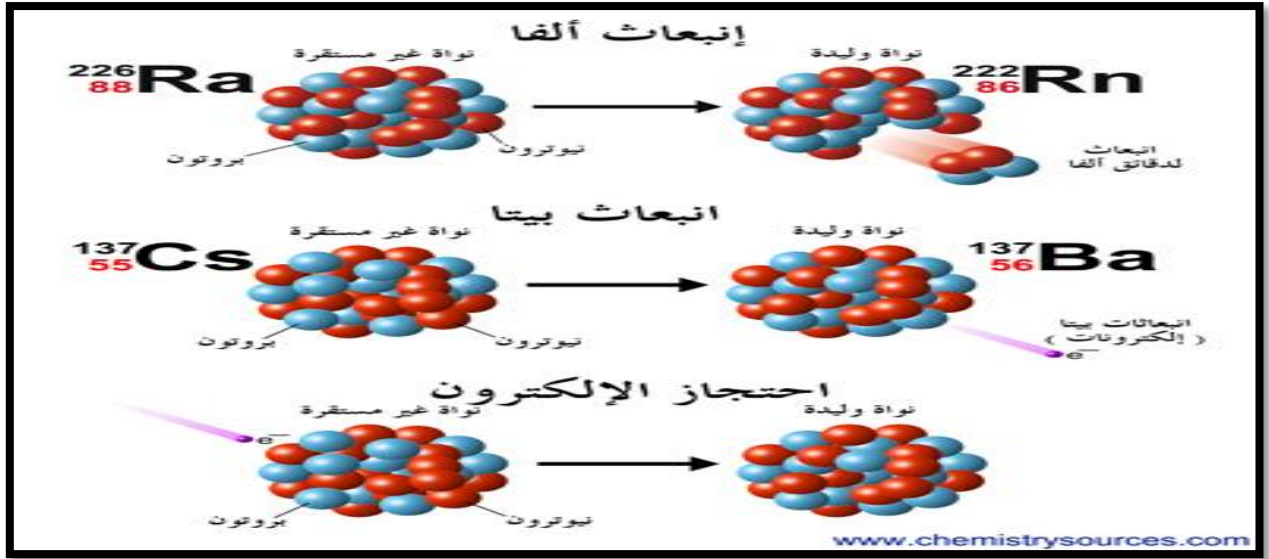 إنبعاث ألفا
نواة غير مستقرة
نواة وليدة
226
88
Ra
222
86
Rn
بروتون
نيوترون
انبعاث
لدقائق ألفا
انبعاث بيتا
نواة غير مستقرة
نواة وليدة
137
55
Cs
137
56
Ba
بروتون
نيوترون
انبعاثات بيتا
( إلكترونات )
e−
احتجاز الإلكترون
نواة غير مستقرة
نواة وليدة
e−
بروتون
نيوترون
www.chemistrysources.com